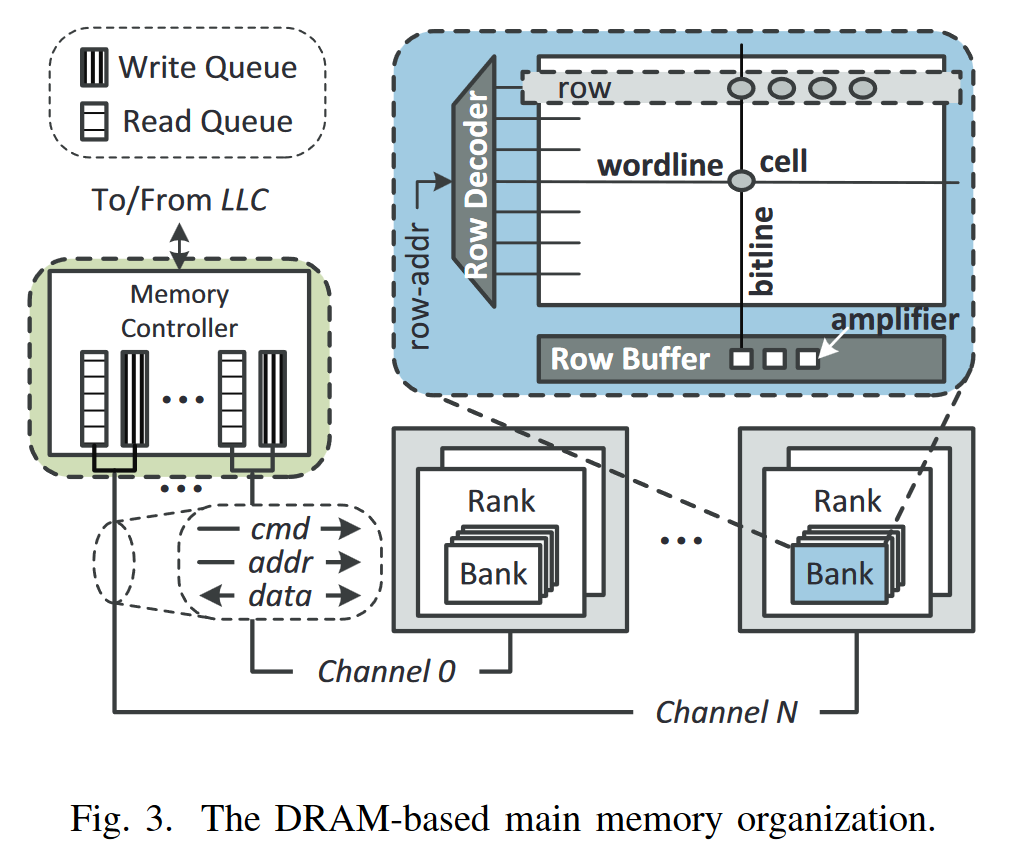 Write Queue
Read Queue
To/From LLC
Memory
Controller
cmd
addr
data
row-addr
Row Decoder
row
wordline
cell
bitline
amplifier
Row Buffer
Rank
Bank
Rank
Bank
Channel 0
Channel N
Fig. 3. The DRAM-based main memory organization.